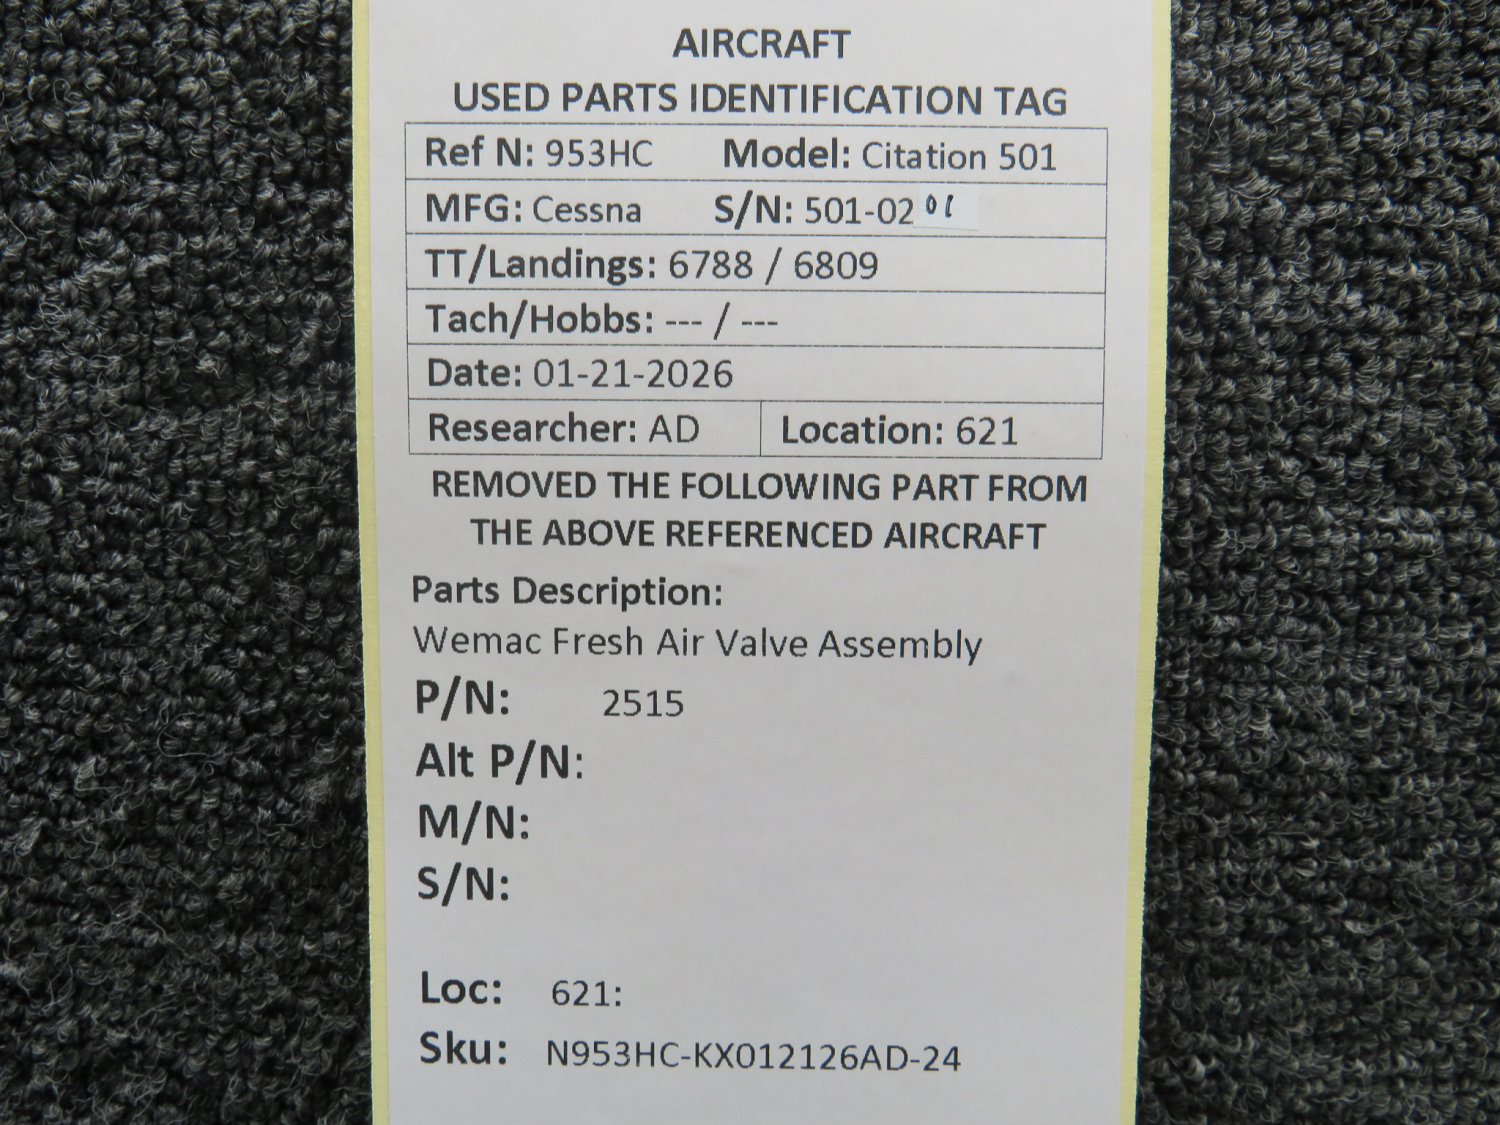 AIRCRAFT
USED PARTS IDENTIFICATION TAG
Ref N: 953HC Model: Citation 501
MFG: Cessna S/N: 501-0201
TT/Landings: 6788 / 6809
Tach/Hobbs: --- / ---
Date: 01-21-2026
Researcher: AD Location: 621
REMOVED THE FOLLOWING PART FROM
THE ABOVE REFERENCED AIRCRAFT
Parts Description:
Wemac Fresh Air Valve Assembly
P/N: 2515
Alt P/N:
M/N:
S/N:
Loc: 621:
Sku: N953HC-KX012126AD-24